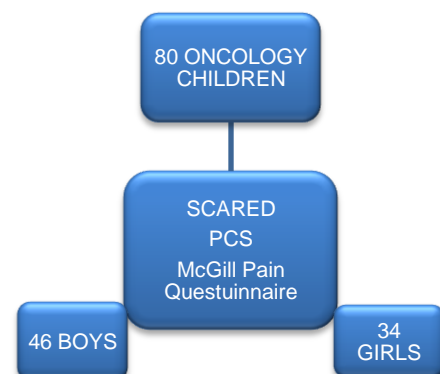 80 ONCOLOGY
CHILDREN
SCARED
PCS
McGill Pain
Questuinnaire
46 BOYS
34
GIRLS